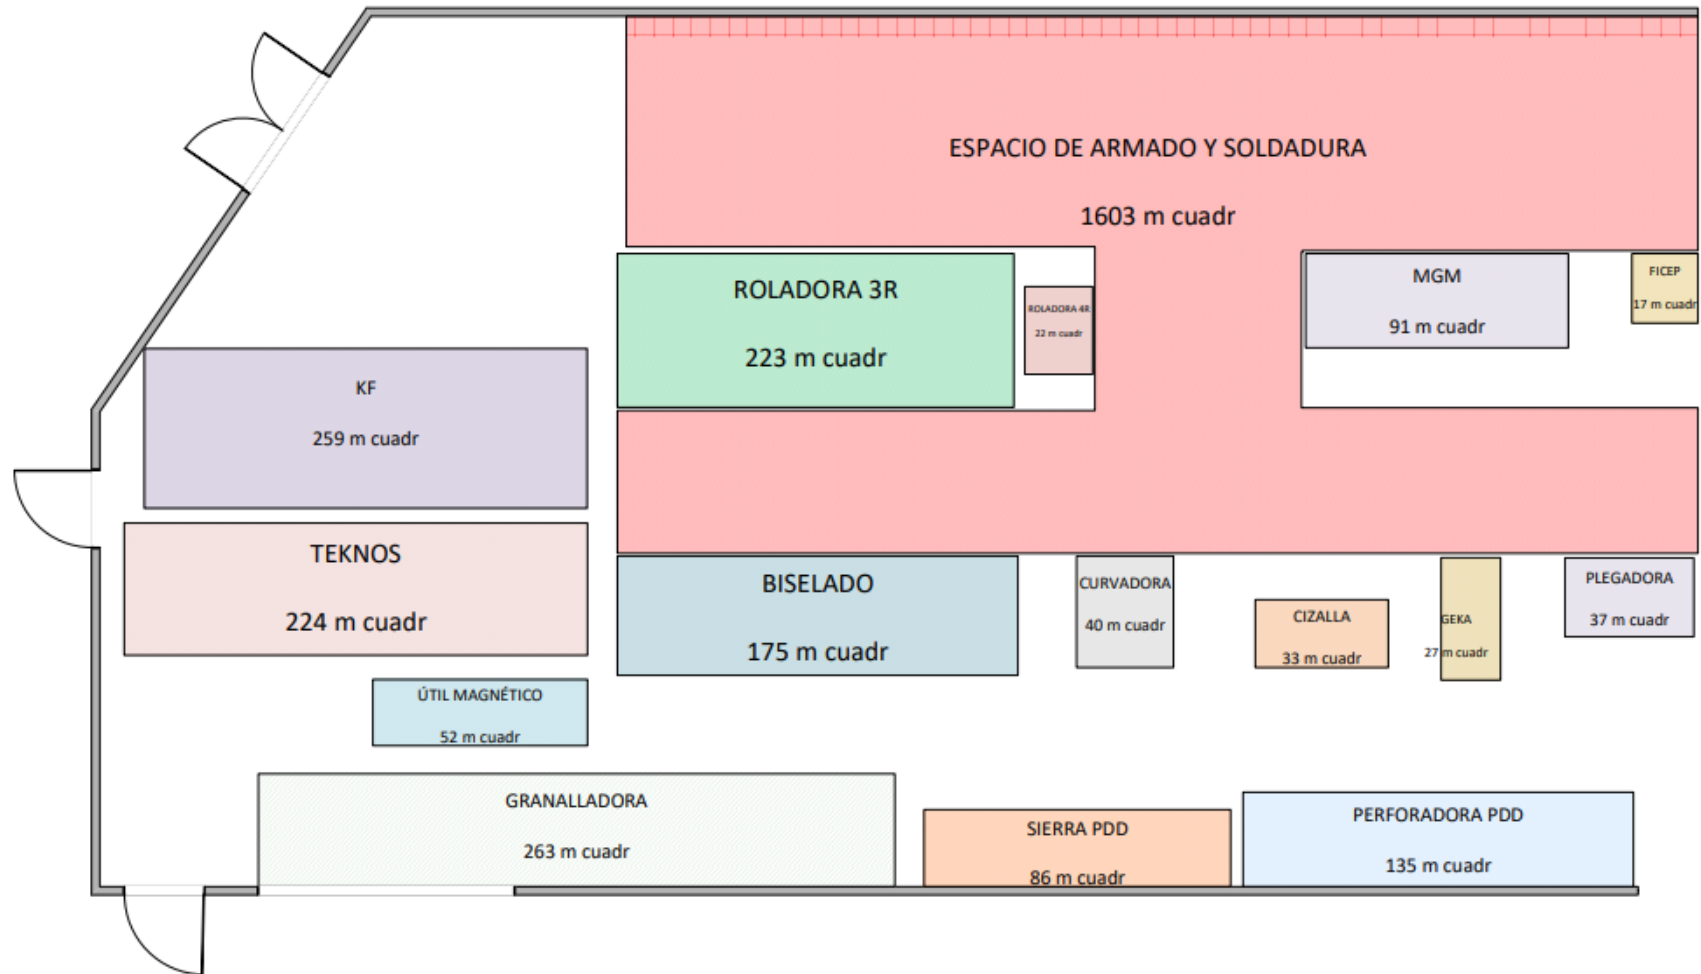 ESPACIO DE ARMADO Y SOLDADURA
1603 m cuadr
ROLADORA 3R
223 m cuadr
ROLADORA 4R
22 m cuadr
MGM
91 m cuadr
FICEP
17 m cuadr
KF
259 m cuadr
TEKNOS
224 m cuadr
BISELADO
175 m cuadr
CURVADORA
40 m cuadr
CIZALLA
33 m cuadr
GEKA
27 m cuadr
PLEGADORA
37 m cuadr
ÚTIL MAGNÉTICO
52 m cuadr
GRANALLADORA
263 m cuadr
SIERRA PDD
86 m cuadr
PERFORADORA PDD
135 m cuadr